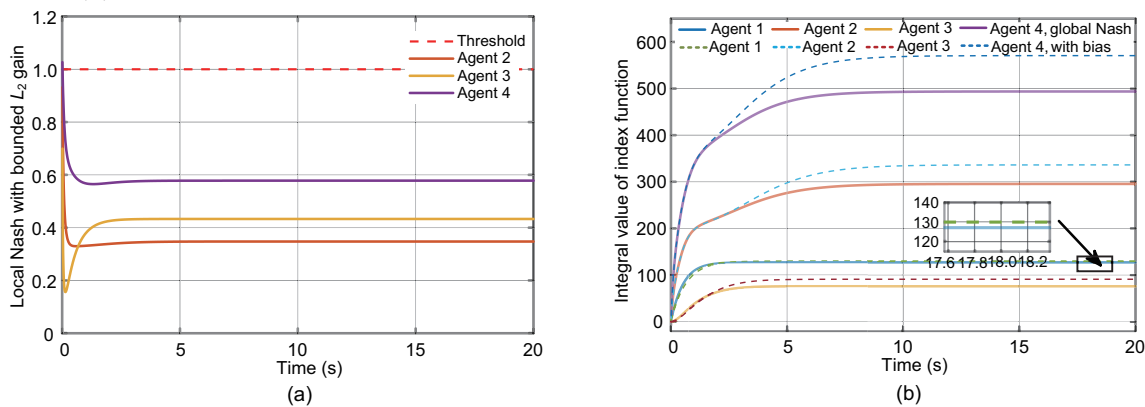 1.2
1.0
0.8
0.6
0.4
0.2
0
Local Nash with bounded L2 gain
Threshold
Agent 2
Agent 3
Agent 4
0 5 10 15 20
Time (s)
(a)
Agent 1 Agent 2 Agent 3 Agent 4, global Nash
Agent 1 Agent 2 Agent 3 Agent 4, with bias
600
500
400
300
200
100
0
Integral value of index function
140
130
120
17.6 17.8 18.0 18.2
0 5 10 15 20
Time (s)
(b)